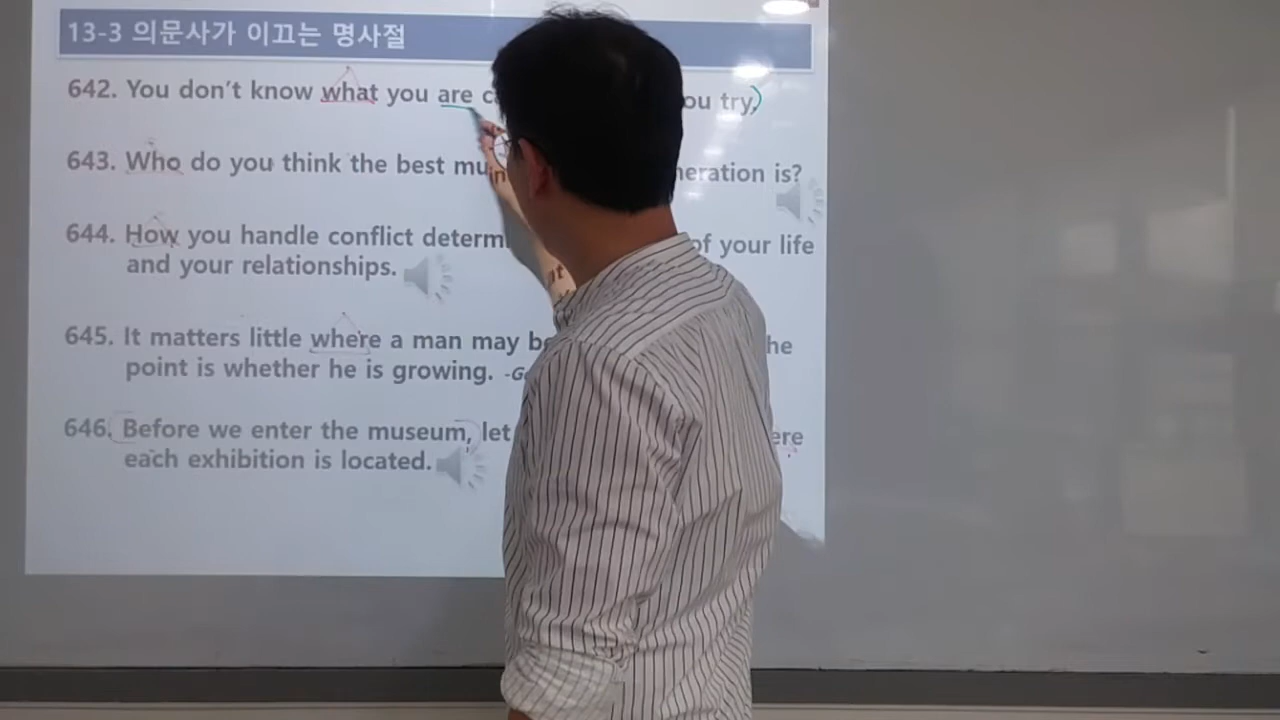 13-3 의문사가 이끄는 명사절
642. You don't know what you are ou try,
643. Who do you think the best mu neration is?
644. How you handle conflict determ of your life
and your relationships.
645. It matters little where a man may be he
point is whether he is growing. -G
646. Before we enter the museum, let ere
each exhibition is located.